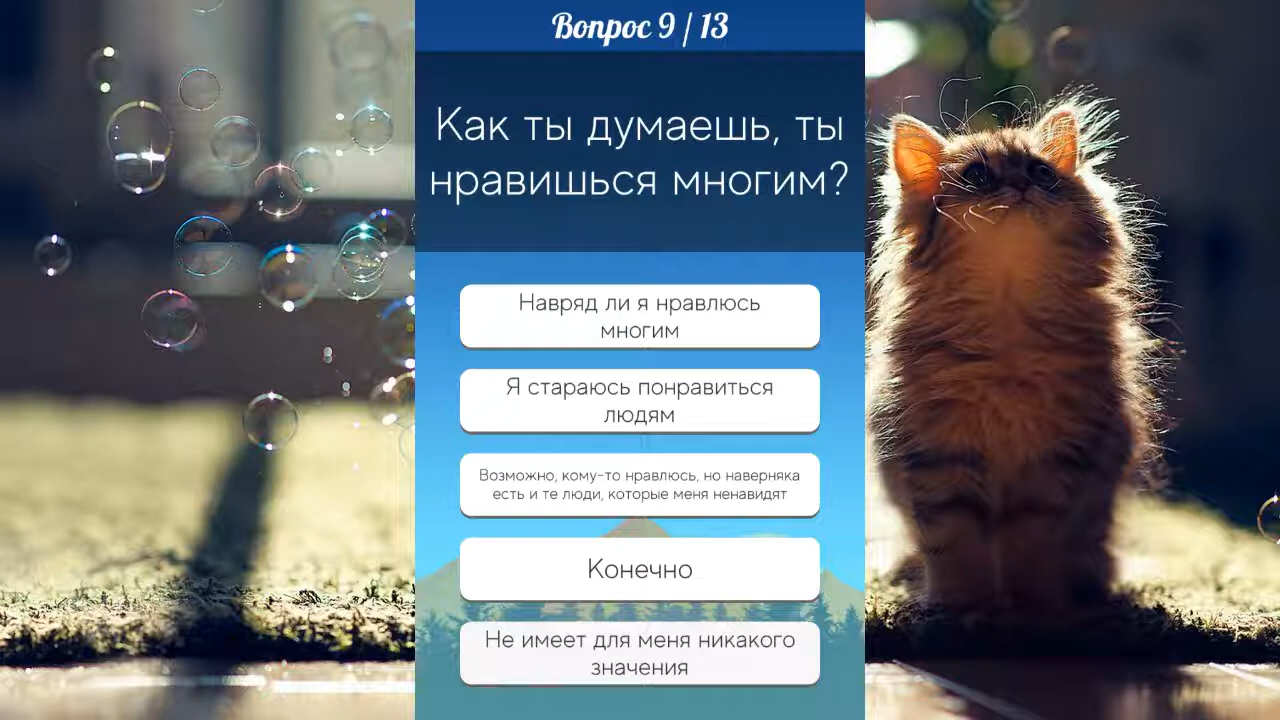 Вопрос 9 / 13
Как ты думаешь, ты
нравишься многим?
Навряд ли я нравлюсь
многим
Я стараюсь понравиться
людям
Возможно, кому-то нравлюсь, но наверняка
есть и те люди, которые меня ненавидят
Конечно
Не имеет для меня никакого
значения